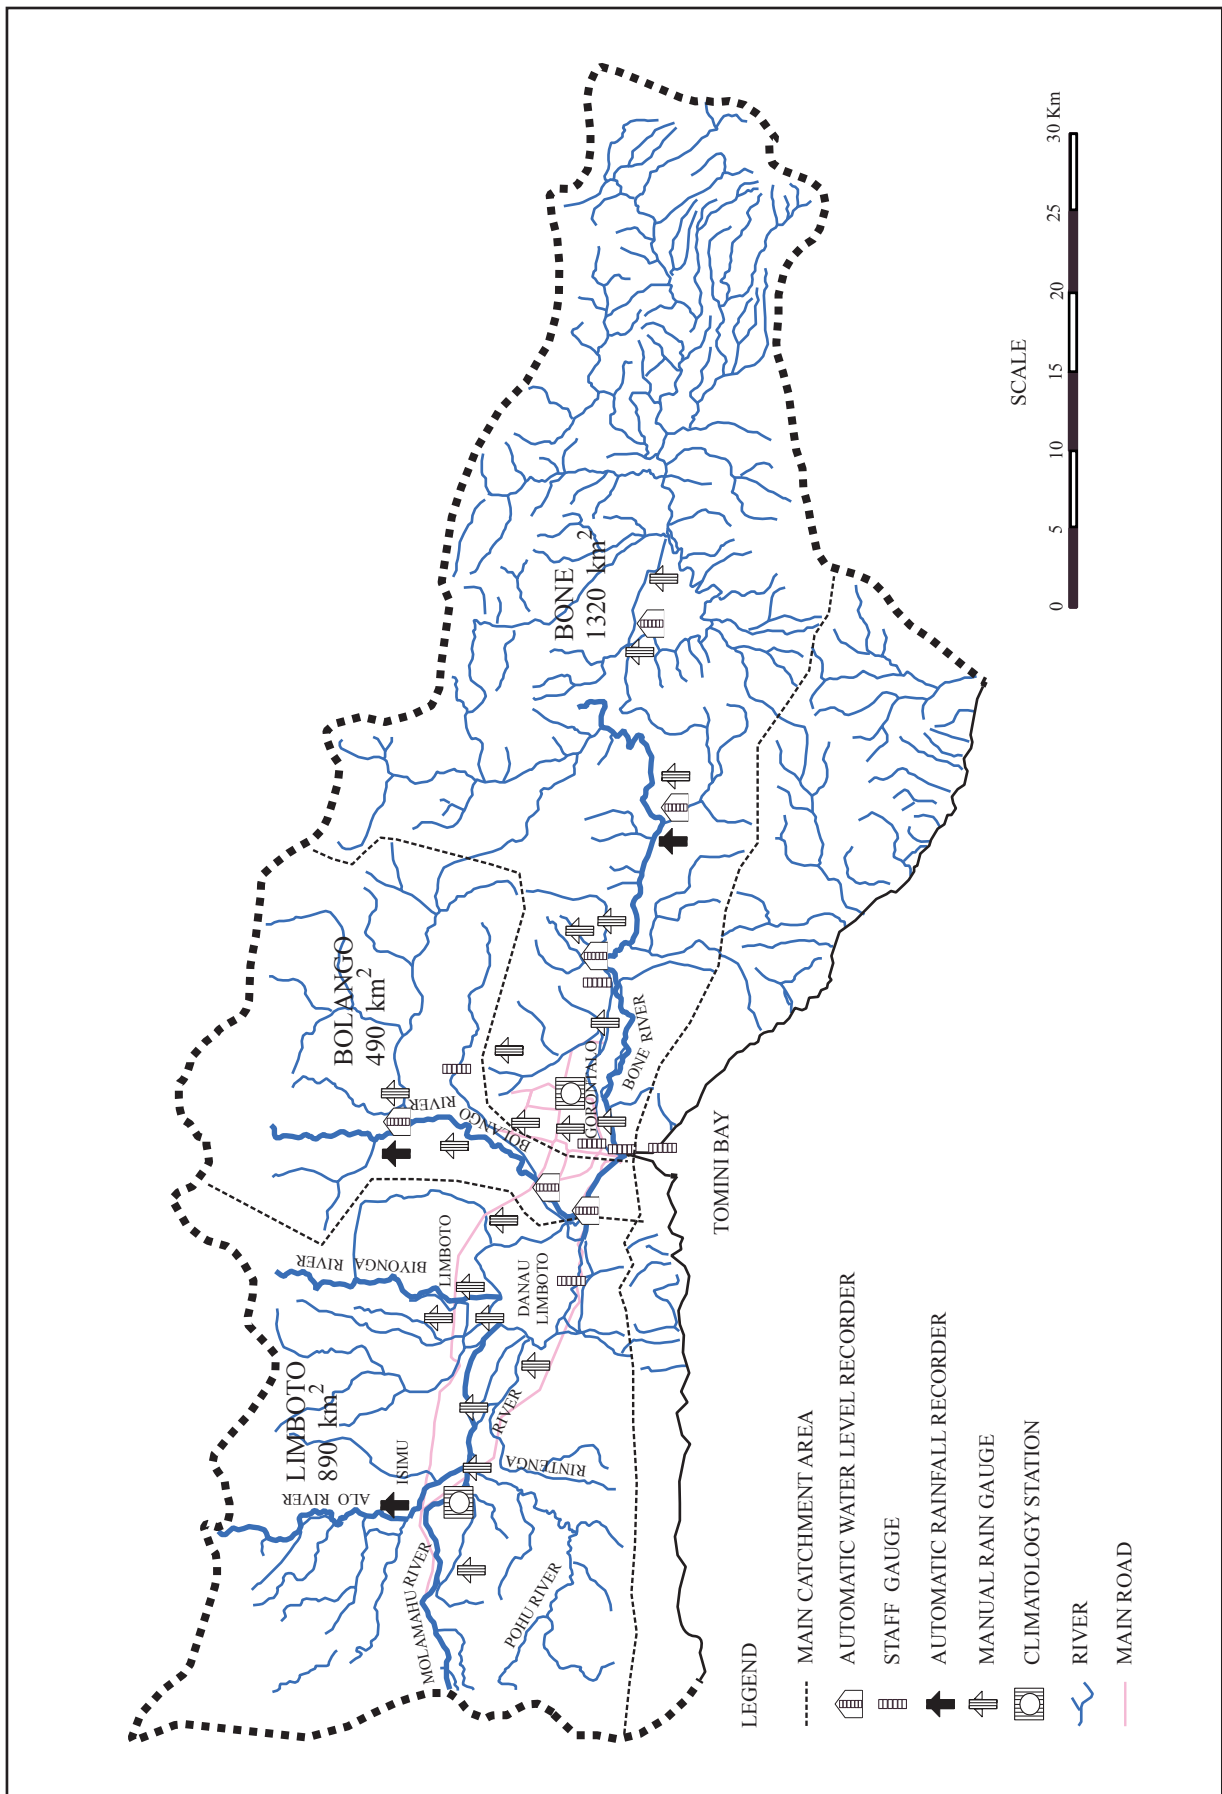 LIMBOTO
890 km2
BOLANGO
490 km2
BONE
1320 km2
ALO RIVER
ISIMU
MOLAMAHU RIVER
POHU RIVER
RINTENGA
RIVER
BIYONGA RIVER
LIMBOTO
DANAU
LIMBOTO
BOLANGO
RIVER
GORONTALO
BONE RIVER
TOMINI BAY
SCALE
0
5
10
15
20
25
30 Km
LEGEND
MAIN CATCHMENT AREA
AUTOMATIC WATER LEVEL RECORDER
STAFF GAUGE
AUTOMATIC RAINFALL RECORDER
MANUAL RAIN GAUGE
CLIMATOLOGY STATION
RIVER
MAIN ROAD